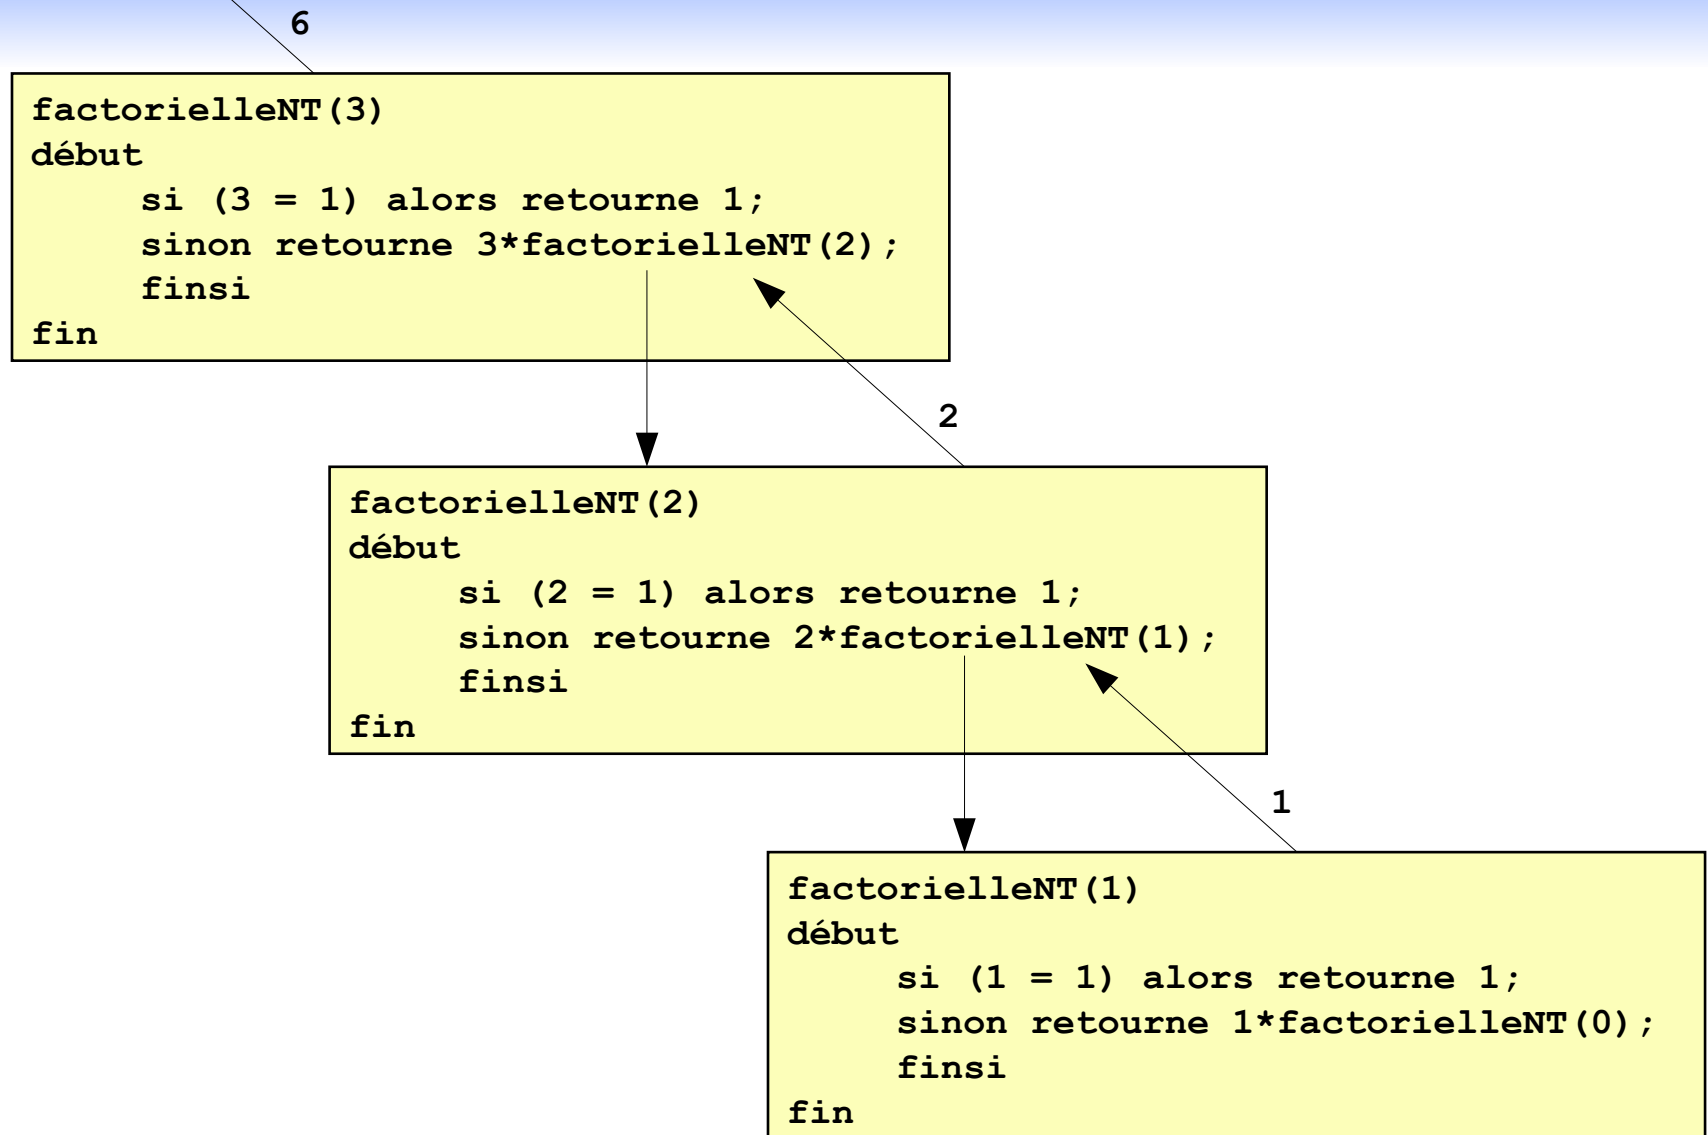 6
factorielleNT(3)
début
si (3 = 1) alors retourne 1;
sinon retourne 3*factorielleNT(2);
finsi
fin
2
factorielleNT(2)
début
si (2 = 1) alors retourne 1;
sinon retourne 2*factorielleNT(1);
finsi
fin
1
factorielleNT(1)
début
si (1 = 1) alors retourne 1;
sinon retourne 1*factorielleNT(0);
finsi
fin